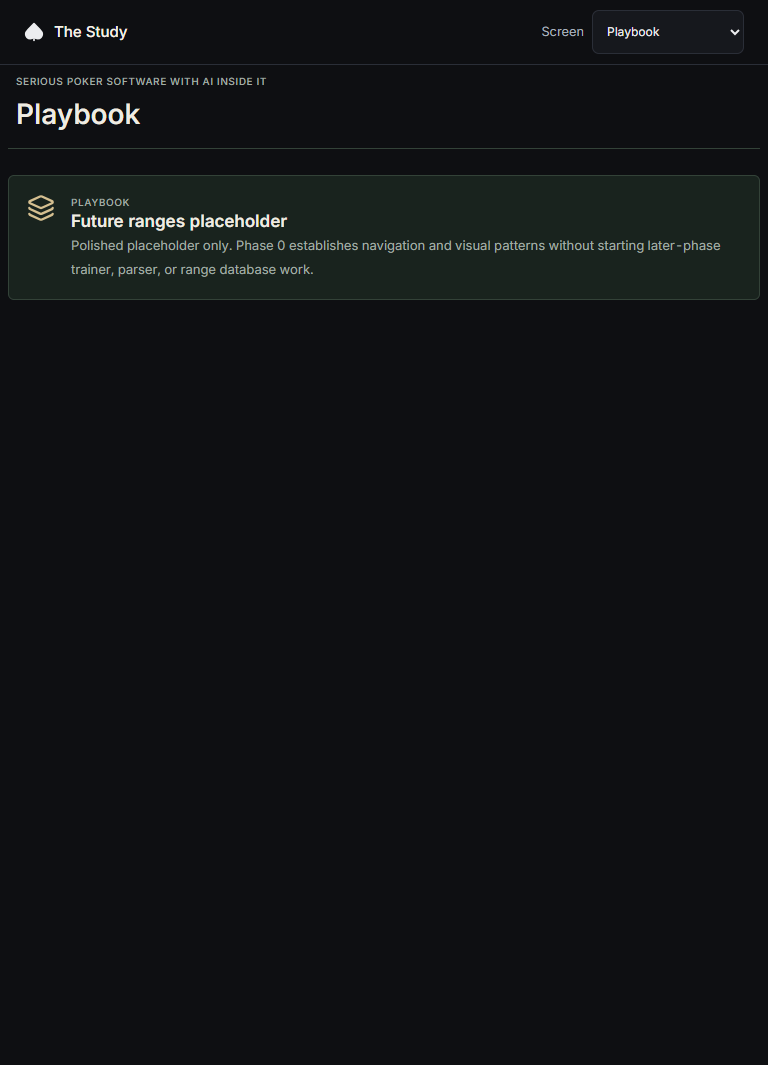 The Study
Screen
Playbook
SERIOUS POKER SOFTWARE WITH AI INSIDE IT
Playbook
PLAYBOOK
Future ranges placeholder
Polished placeholder only. Phase 0 establishes navigation and visual patterns without starting later-phase
trainer, parser, or range database work.